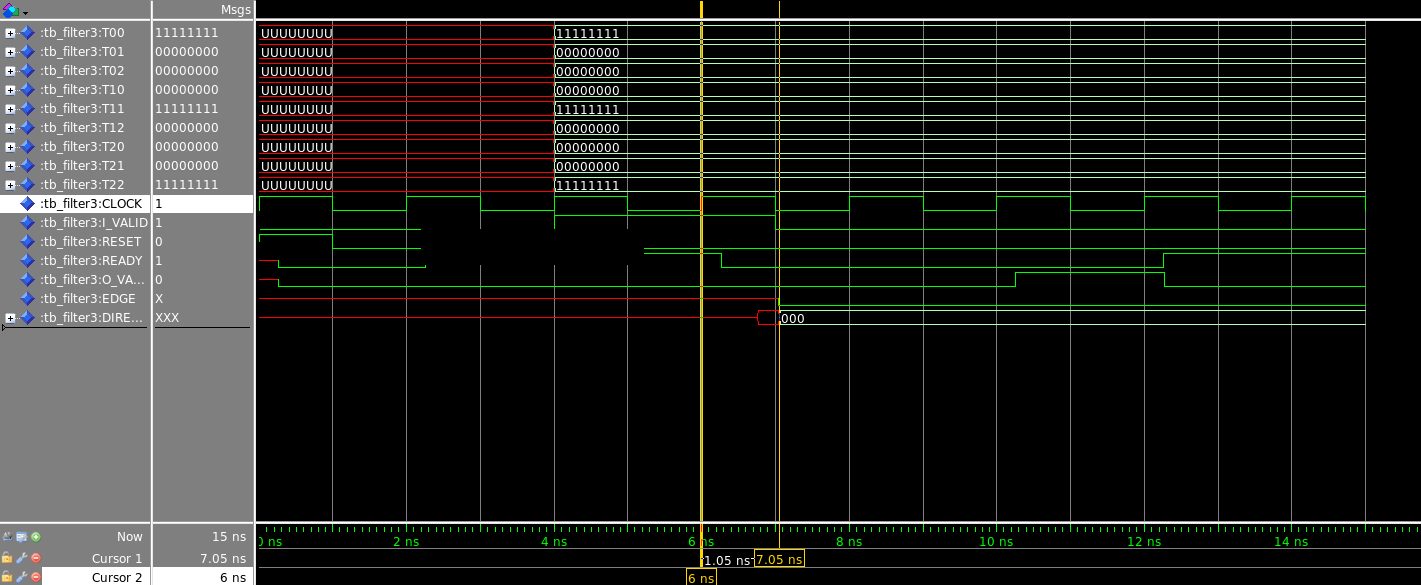 Msgs
:tb_filter3:T00 11111111 UUUUUUUU 11111111
:tb_filter3:T01 00000000 UUUUUUUU 00000000
:tb_filter3:T02 00000000 UUUUUUUU 00000000
:tb_filter3:T10 00000000 UUUUUUUU 00000000
:tb_filter3:T11 11111111 UUUUUUUU 11111111
:tb_filter3:T12 00000000 UUUUUUUU 00000000
:tb_filter3:T20 00000000 UUUUUUUU 00000000
:tb_filter3:T21 00000000 UUUUUUUU 00000000
:tb_filter3:T22 11111111 UUUUUUUU 11111111
:tb_filter3:CLOCK 1
:tb_filter3:I_VALID 1
:tb_filter3:RESET 0
:tb_filter3:READY 1
:tb_filter3:O_VA... 0
:tb_filter3:EDGE X
:tb_filter3:DIRE... XXX 000
Now 15 ns 0 ns 2 ns 4 ns 6 ns 8 ns 10 ns 12 ns 14 ns
Cursor 1 7.05 ns 1.05 ns 7.05 ns
Cursor 2 6 ns 6 ns